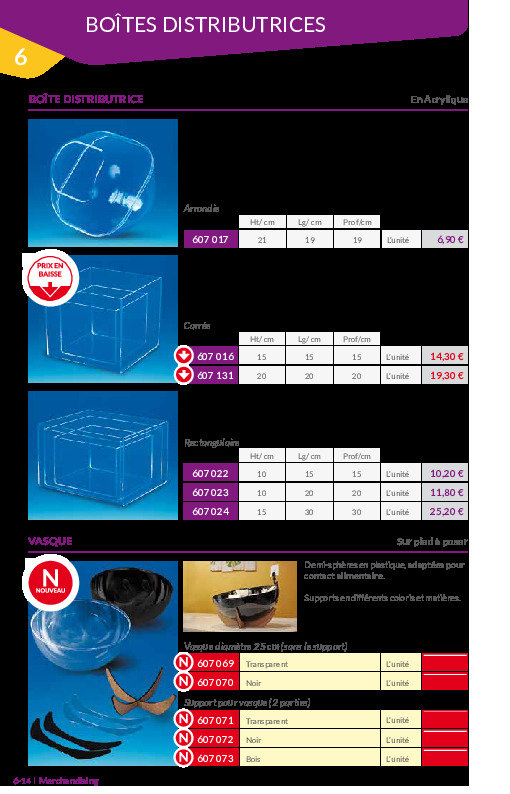 BOÎTES DISTRIBUTRICES
6
BOÎTE DISTRIBUTRICE
En Acrylique
Arrondie
Ht/ cm Lg/ cm Prof/cm
607 017 21 19 19 L'unité 6,90 €
PRIX EN
BAISSE
Carrée
Ht/ cm Lg/ cm Prof/cm
607 016 15 15 15 L'unité 14,30 €
607 131 20 20 20 L'unité 19,30 €
Rectangulaire
Ht/ cm Lg/ cm Prof/cm
607 022 10 15 15 L'unité 10,20 €
607 023 10 20 20 L'unité 11,80 €
607 024 15 30 30 L'unité 25,20 €
VASQUE
Sur pied à poser
N
NOUVEAU
Demi-sphères en plastique, adaptées pour
contact alimentaire.
Supports en différents coloris et matières.
Vasque diamètre 25 cm (sans le support)
N 607 069 Transparent L'unité
N 607 070 Noir L'unité
Support pour vasque (2 parties)
N 607 071 Transparent L'unité
N 607 072 Noir L'unité
N 607 073 Bois L'unité
6-14 I Merchandising